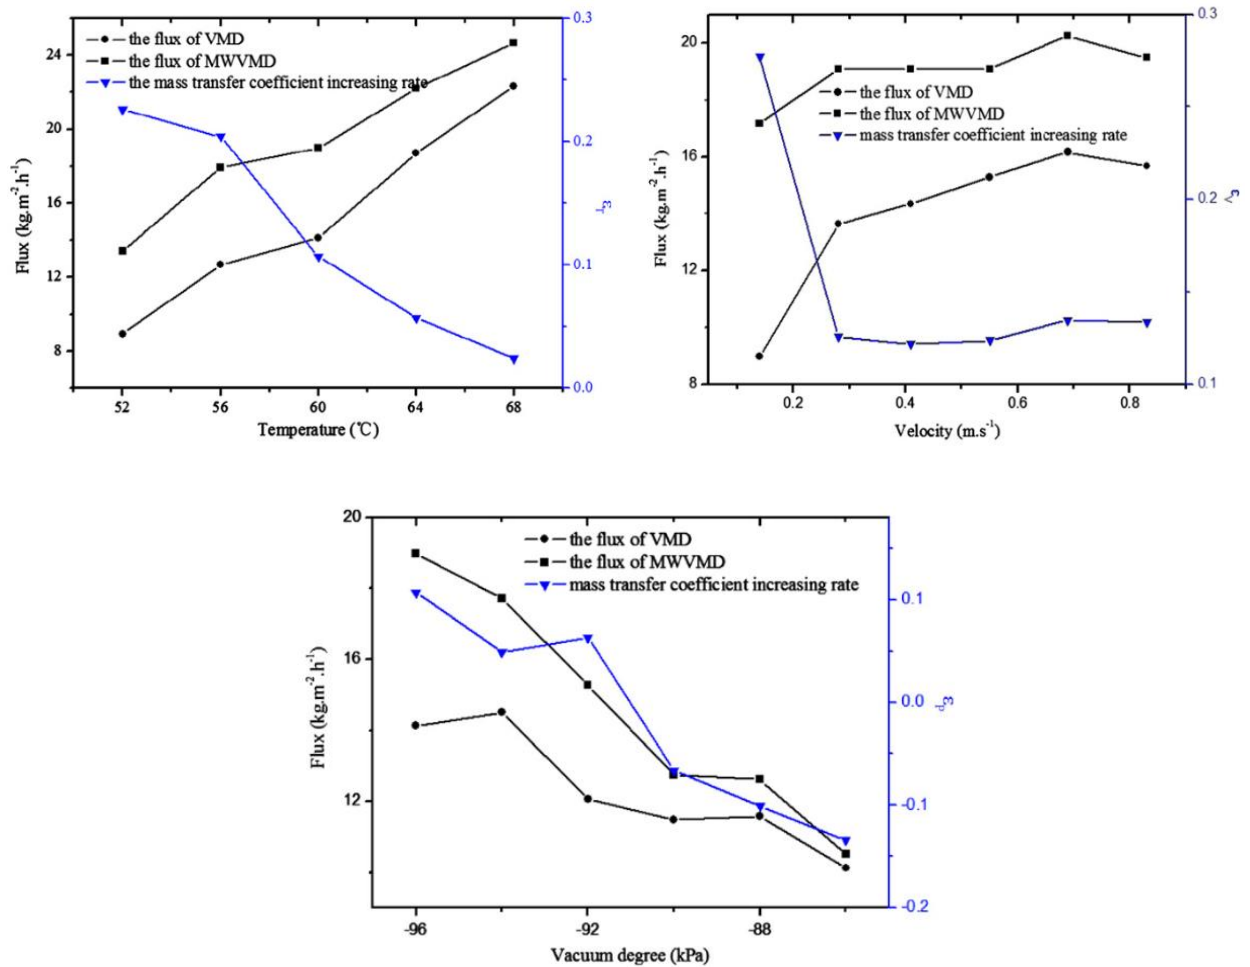 the flux of VMD
the flux of MWVMD
the mass transfer coefficient increasing rate
24
20
16
12
8
Flux (kg.m-2.h-1)
52
56
60
64
68
Temperature (℃)
0.3
0.2
0.1
0.0
εT
20
16
12
8
Flux (kg.m-2.h-1)
the flux of VMD
the flux of MWVMD
mass transfer coefficient increasing rate
0.2
0.4
0.6
0.8
Velocity (m.s-1)
0.3
0.2
0.1
εV
20
16
12
Flux (kg.m-2.h-1)
the flux of VMD
the flux of MWVMD
mass transfer coefficient increasing rate
-96
-92
-88
Vacuum degree (kPa)
0.1
0.0
-0.1
-0.2
εP